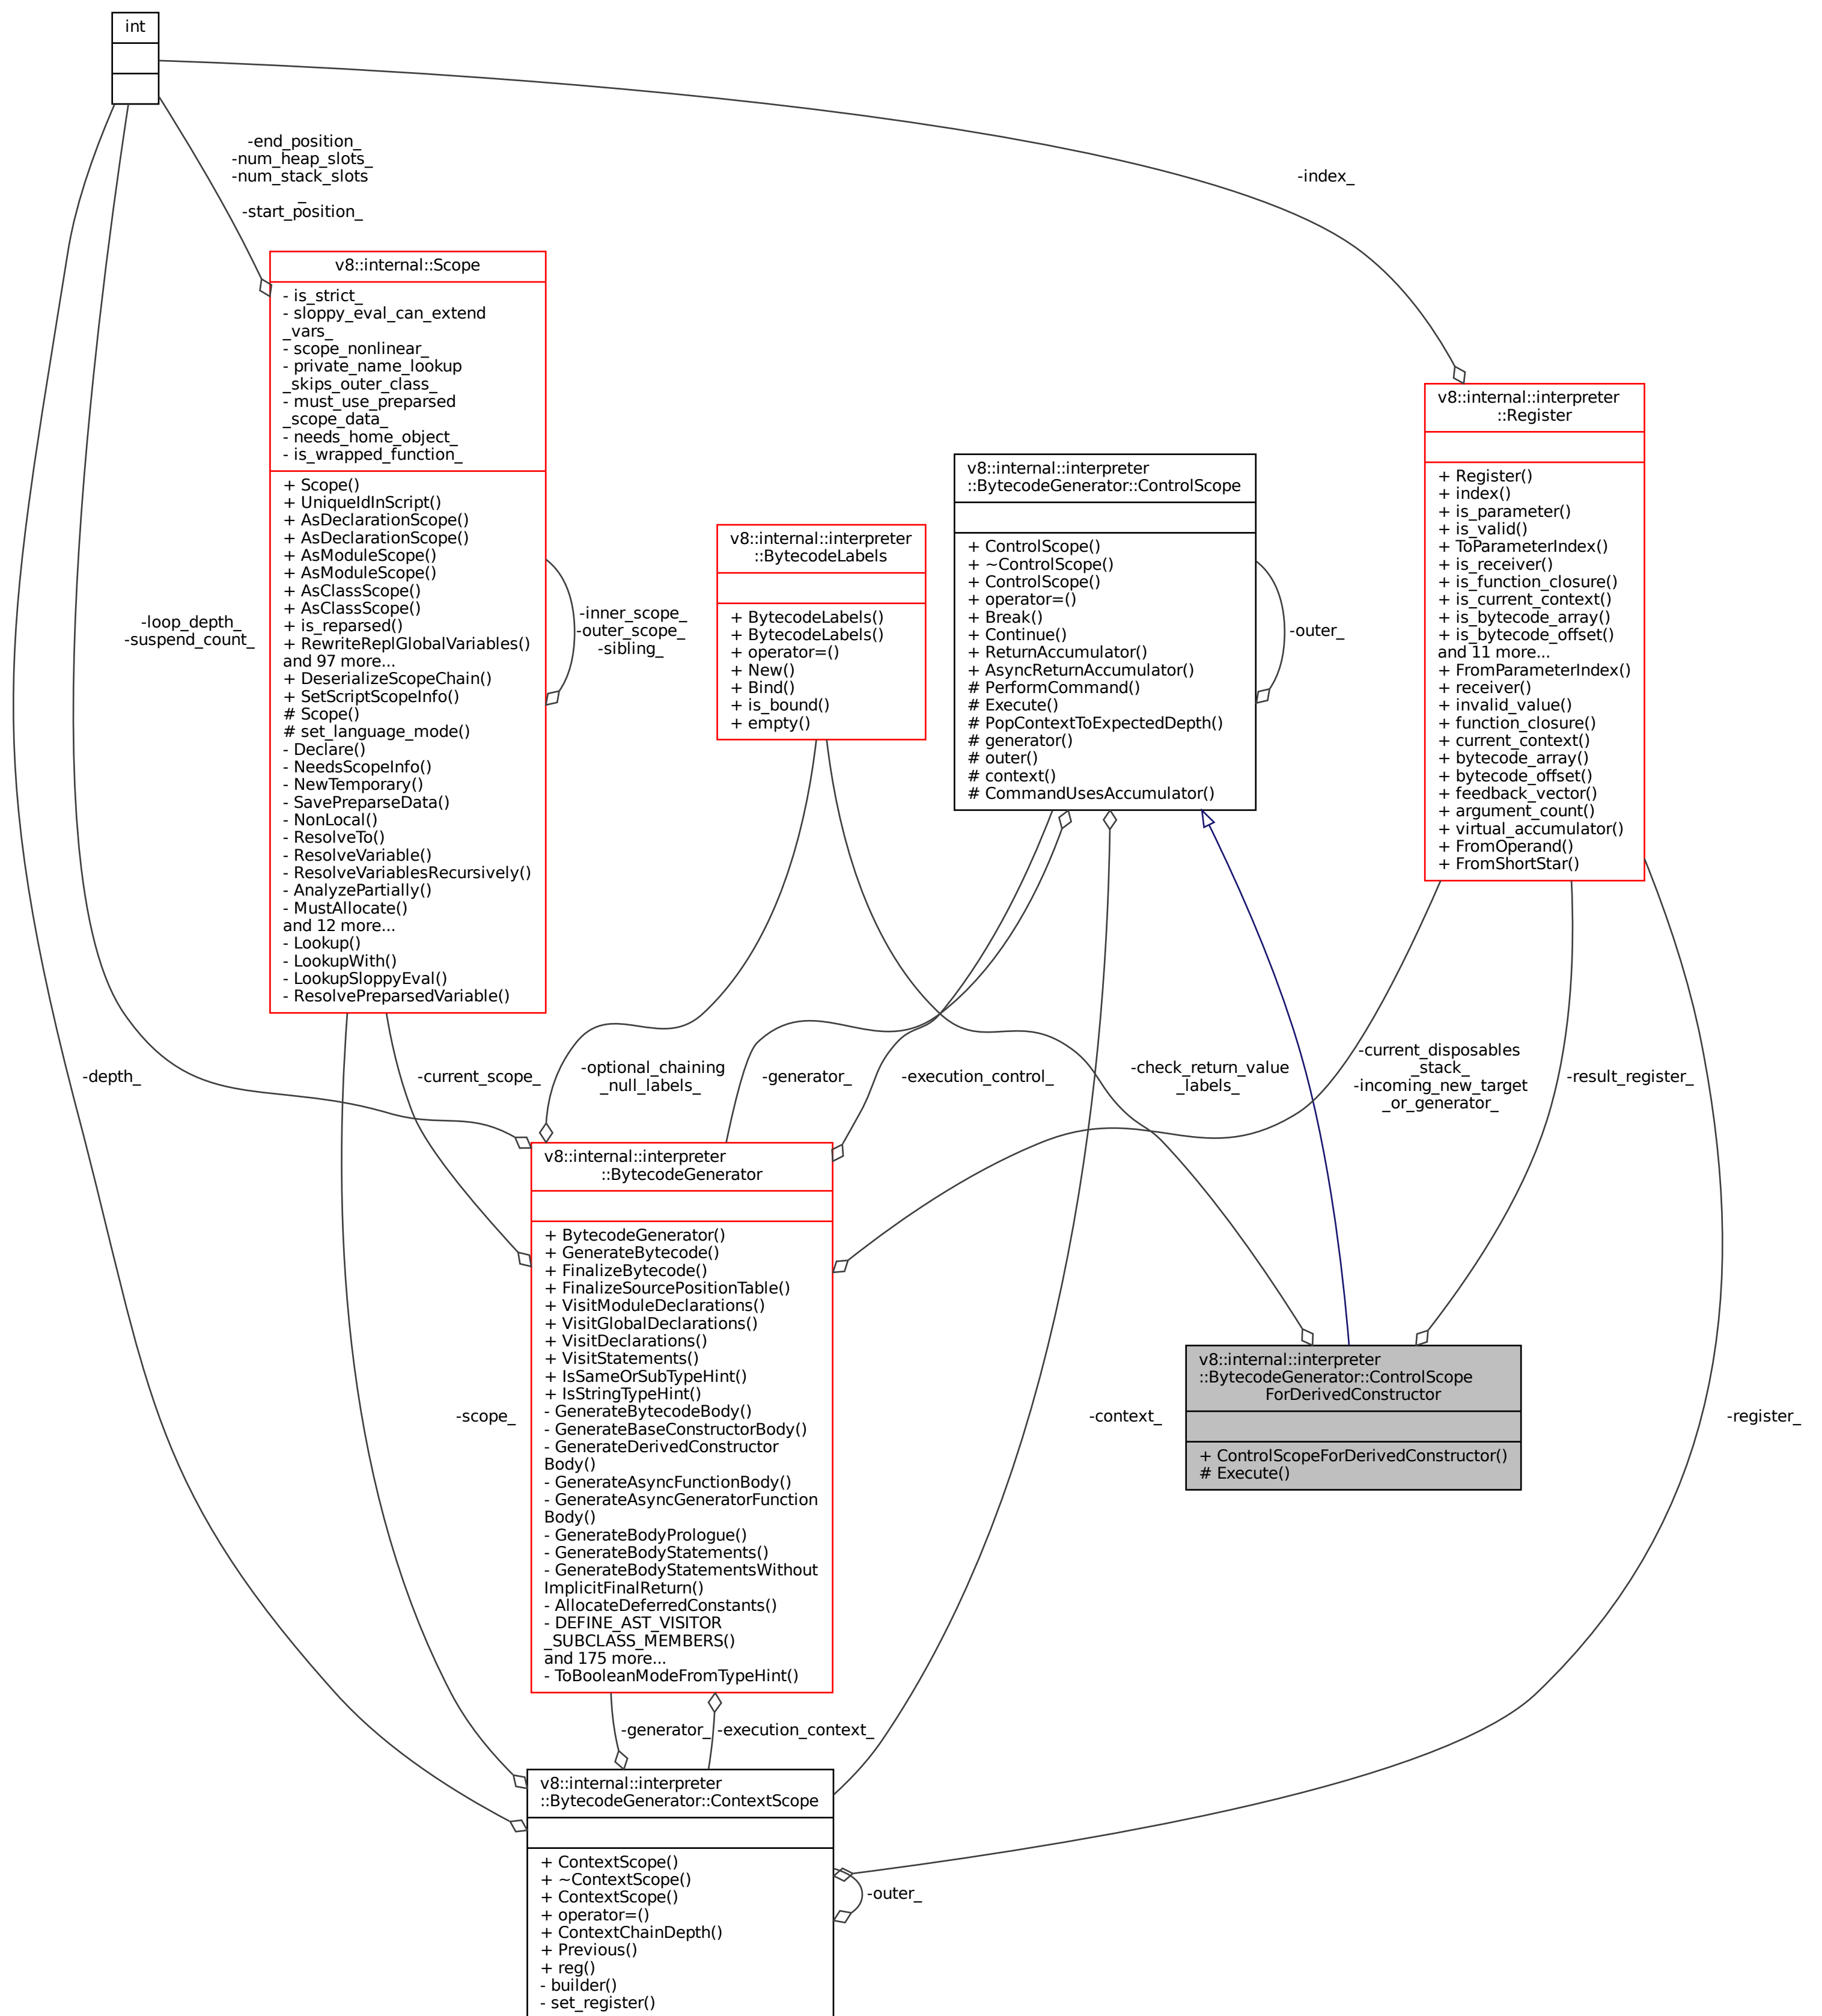 int
-end_position_
-num_heap_slots_
-num_stack_slots
_
-start_position_
-index_
v8::internal::Scope
- is_strict_
- sloppy_eval_can_extend
_vars_
- scope_nonlinear_
- private_name_lookup
_skips_outer_class_
- must_use_preparsed
_scope_data_
- needs_home_object_
- is_wrapped_function_
+ Scope()
+ UniqueIdInScript()
+ AsDeclarationScope()
+ AsDeclarationScope()
+ AsModuleScope()
+ AsModuleScope()
+ AsClassScope()
+ AsClassScope()
+ is_reparsed()
+ RewriteReplGlobalVariables()
and 97 more...
+ DeserializeScopeChain()
+ SetScriptScopeInfo()
# Scope()
# set_language_mode()
- Declare()
- NeedsScopeInfo()
- NewTemporary()
- SavePreparseData()
- NonLocal()
- ResolveTo()
- ResolveVariable()
- ResolveVariablesRecursively()
- AnalyzePartially()
- MustAllocate()
and 12 more...
- Lookup()
- LookupWith()
- LookupSloppyEval()
- ResolvePreparsedVariable()
v8::internal::interpreter
::Register
+ Register()
+ index()
+ is_parameter()
+ is_valid()
+ ToParameterIndex()
+ is_receiver()
+ is_function_closure()
+ is_current_context()
+ is_bytecode_array()
+ is_bytecode_offset()
and 11 more...
+ FromParameterIndex()
+ receiver()
+ invalid_value()
+ function_closure()
+ current_context()
+ bytecode_array()
+ bytecode_offset()
+ feedback_vector()
+ argument_count()
+ virtual_accumulator()
+ FromOperand()
+ FromShortStar()
v8::internal::interpreter
::BytecodeGenerator::ControlScope
+ ControlScope()
+ ~ControlScope()
+ ControlScope()
+ operator=()
+ Break()
+ Continue()
+ ReturnAccumulator()
+ AsyncReturnAccumulator()
# PerformCommand()
# Execute()
# PopContextToExpectedDepth()
# generator()
# outer()
# context()
# CommandUsesAccumulator()
v8::internal::interpreter
::BytecodeLabels
+ BytecodeLabels()
+ BytecodeLabels()
+ operator=()
+ New()
+ Bind()
+ is_bound()
+ empty()
-loop_depth_
-suspend_count_
-inner_scope_
-outer_scope_
-sibling_
-outer_
-depth_
-current_scope_
-optional_chaining
_null_labels_
-generator_
-execution_control_
-check_return_value
_labels_
-current_disposables
_stack_
-incoming_new_target
_or_generator_
-result_register_
v8::internal::interpreter
::BytecodeGenerator
+ BytecodeGenerator()
+ GenerateBytecode()
+ FinalizeBytecode()
+ FinalizeSourcePositionTable()
+ VisitModuleDeclarations()
+ VisitGlobalDeclarations()
+ VisitDeclarations()
+ VisitStatements()
+ IsSameOrSubTypeHint()
+ IsStringTypeHint()
- GenerateBytecodeBody()
- GenerateBaseConstructorBody()
- GenerateDerivedConstructor
Body()
- GenerateAsyncFunctionBody()
- GenerateAsyncGeneratorFunction
Body()
- GenerateBodyPrologue()
- GenerateBodyStatements()
- GenerateBodyStatementsWithout
ImplicitFinalReturn()
- AllocateDeferredConstants()
- DEFINE_AST_VISITOR
_SUBCLASS_MEMBERS()
and 175 more...
- ToBooleanModeFromTypeHint()
v8::internal::interpreter
::BytecodeGenerator::ControlScope
ForDerivedConstructor
+ ControlScopeForDerivedConstructor()
# Execute()
-scope_
-context_
-register_
-generator_
-execution_context_
v8::internal::interpreter
::BytecodeGenerator::ContextScope
+ ContextScope()
+ ~ContextScope()
+ ContextScope()
+ operator=()
+ ContextChainDepth()
+ Previous()
+ reg()
- builder()
- set_register()
-outer_